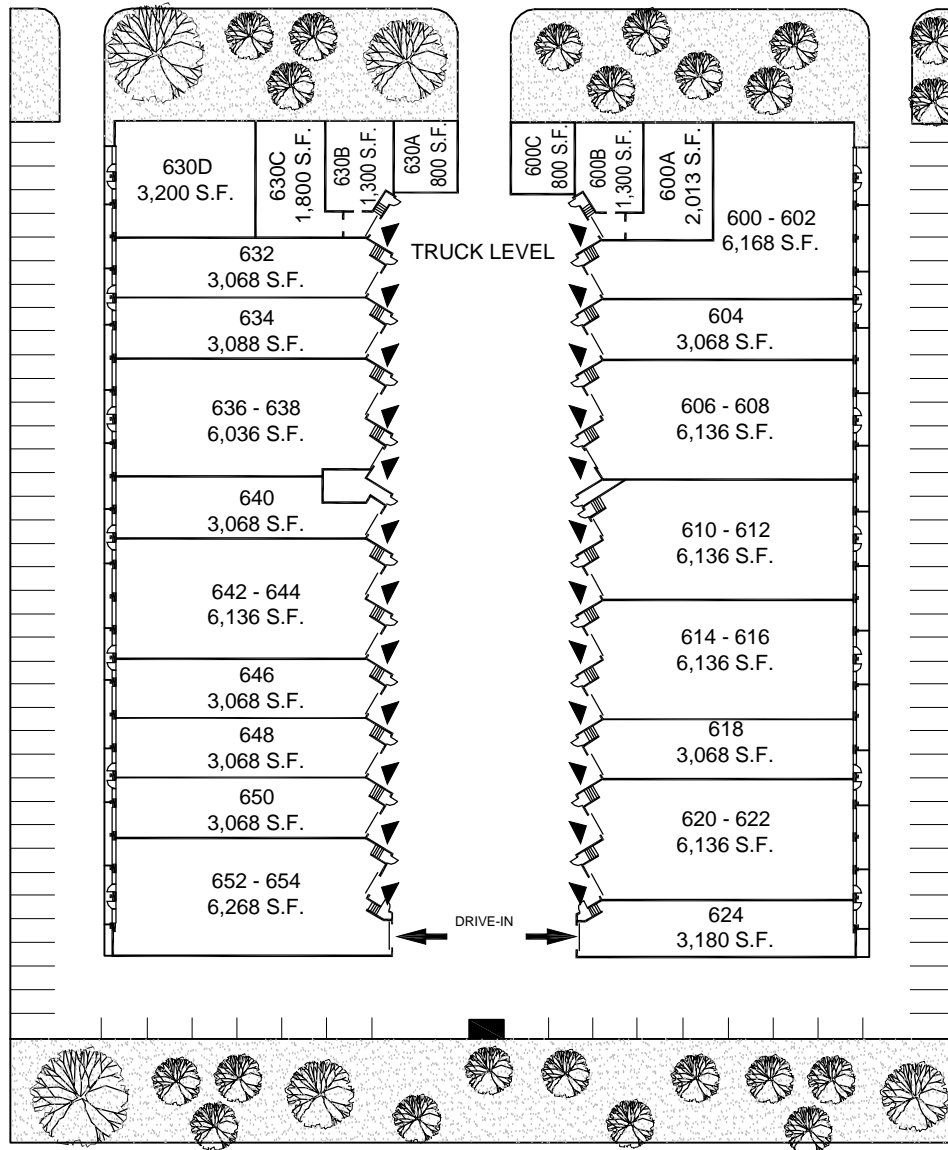 630D
3,200 S.F.
630C
1,800 S.F.
630B
1,300 S.F.
630A
800 S.F.
600C
800 S.F.
600B
1,300 S.F.
600A
2,013 S.F.
600 - 602
6,168 S.F.
TRUCK LEVEL
632
3,068 S.F.
634
3,088 S.F.
636 - 638
6,036 S.F.
640
3,068 S.F.
642 - 644
6,136 S.F.
646
3,068 S.F.
648
3,068 S.F.
650
3,068 S.F.
652 - 654
6,268 S.F.
604
3,068 S.F.
606 - 608
6,136 S.F.
610 - 612
6,136 S.F.
614 - 616
6,136 S.F.
618
3,068 S.F.
620 - 622
6,136 S.F.
624
3,180 S.F.
DRIVE-IN